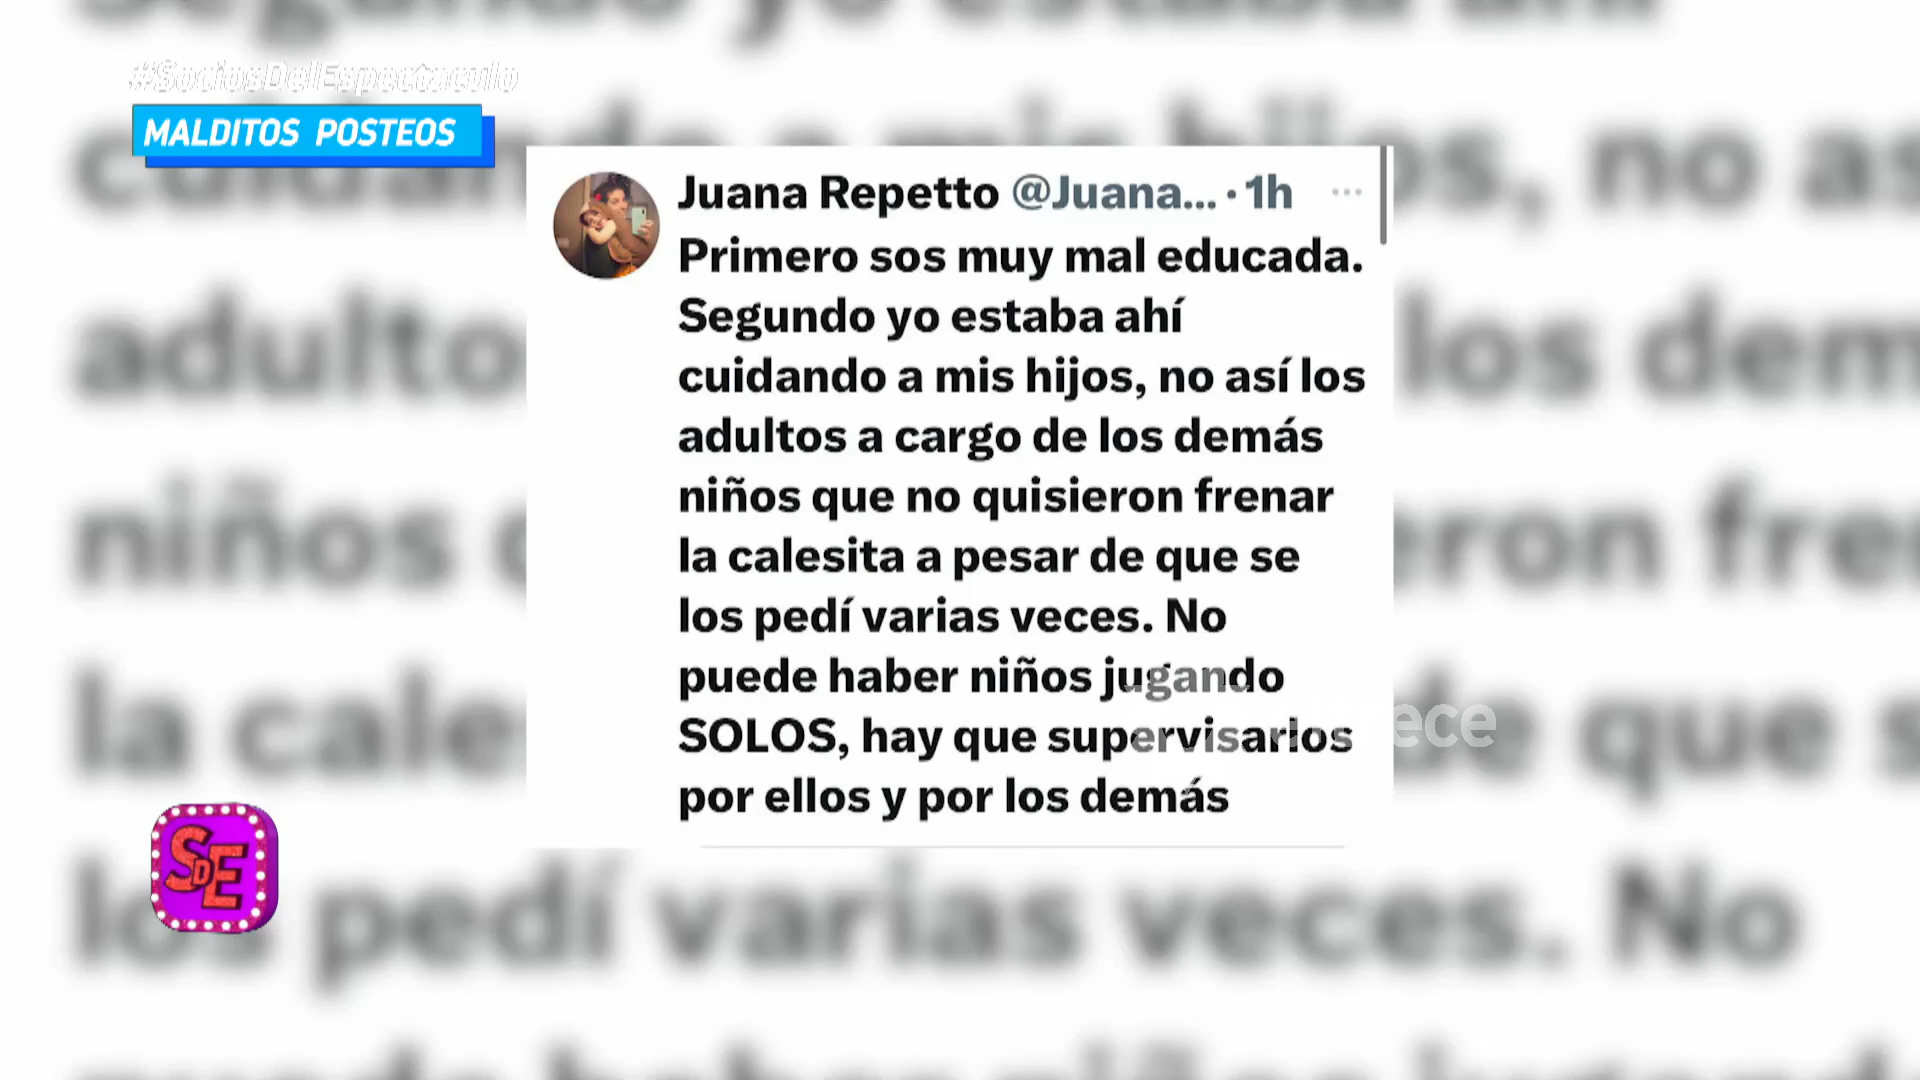 #SociosDelEspectaculo
MALDITOS POSTEOS
Juana Repetto @Juana... · 1h
Primero sos muy mal educada.
Segundo yo estaba ahí
cuidando a mis hijos, no así los
adultos a cargo de los demás
niños que no quisieron frenar
la calesita a pesar de que se
los pedí varias veces. No
puede haber niños jugando
SOLOS, hay que supervisarlos
por ellos y por los demás
SDE